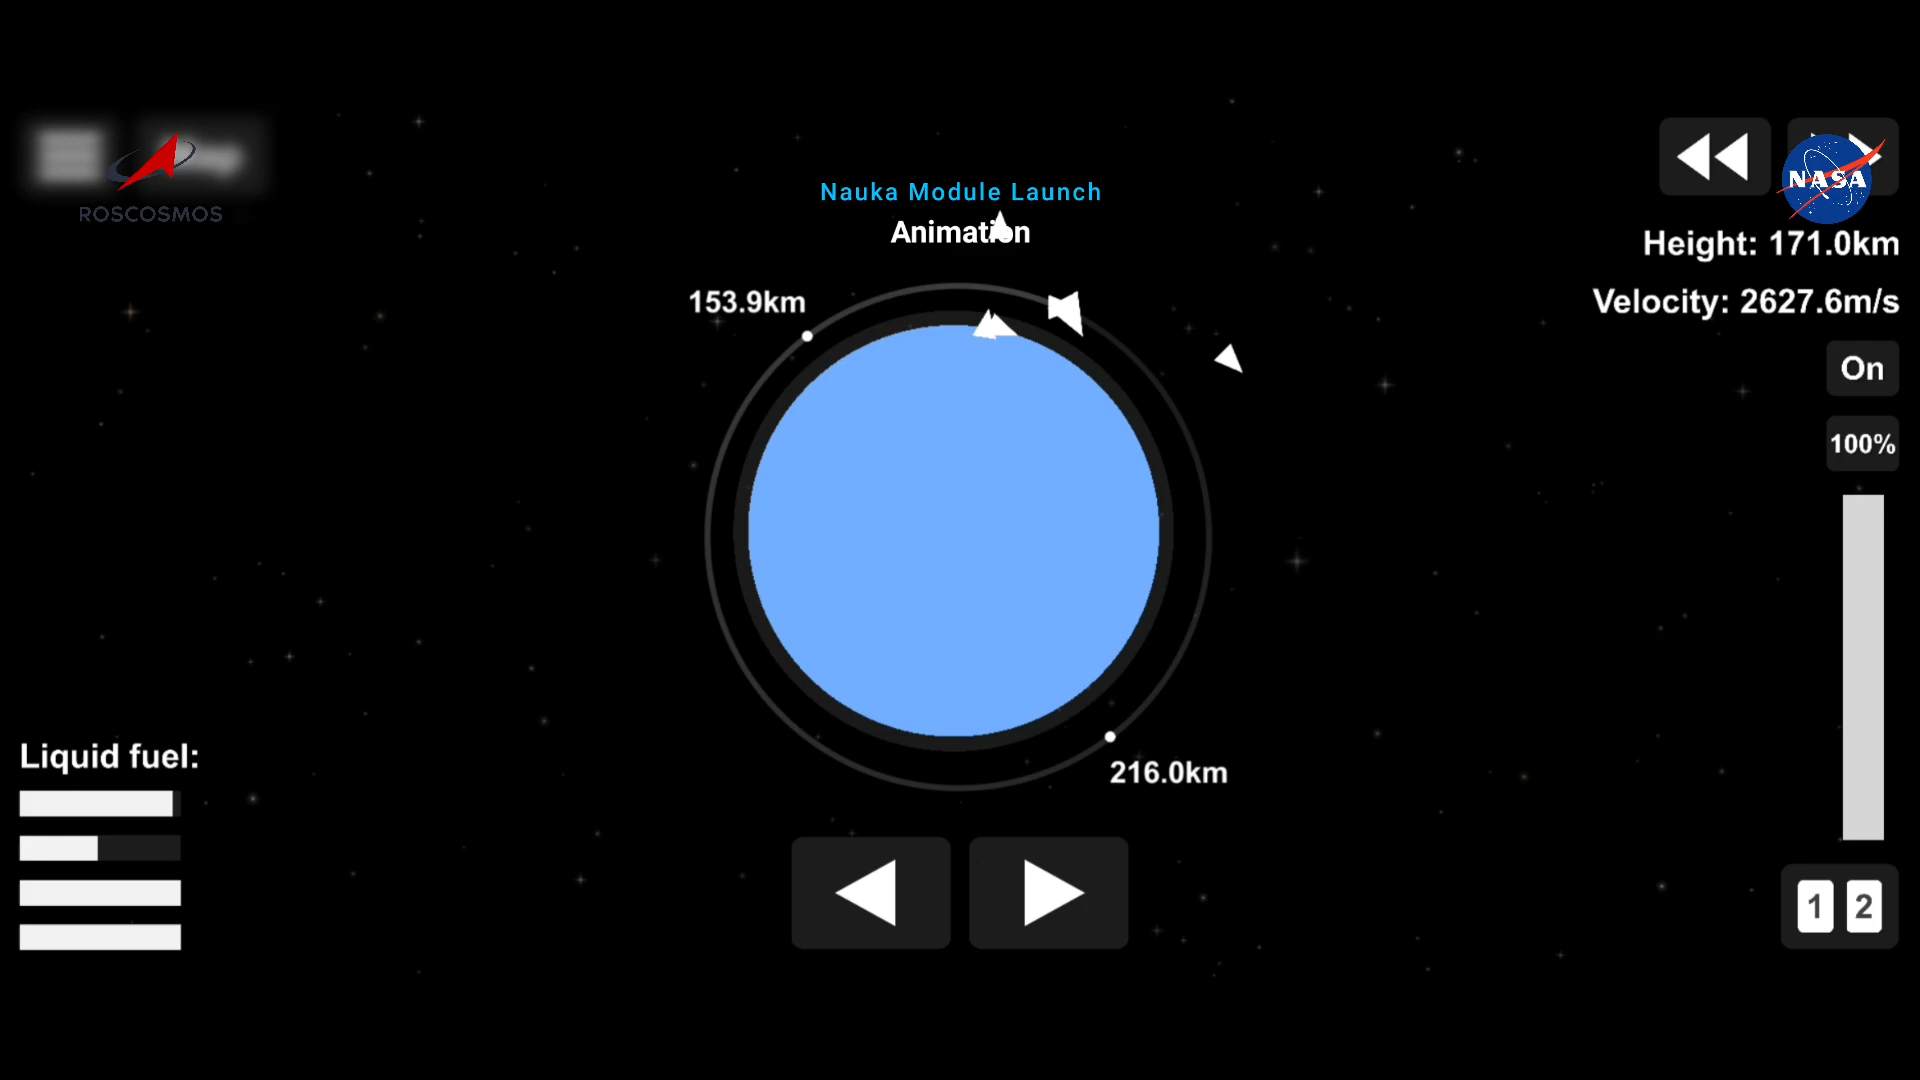 ROSCOSMOS
Nauka Module Launch
Animation
NASA
Height: 171.0km
Velocity: 2627.6m/s
153.9km
On
100%
216.0km
Liquid fuel:
1 2